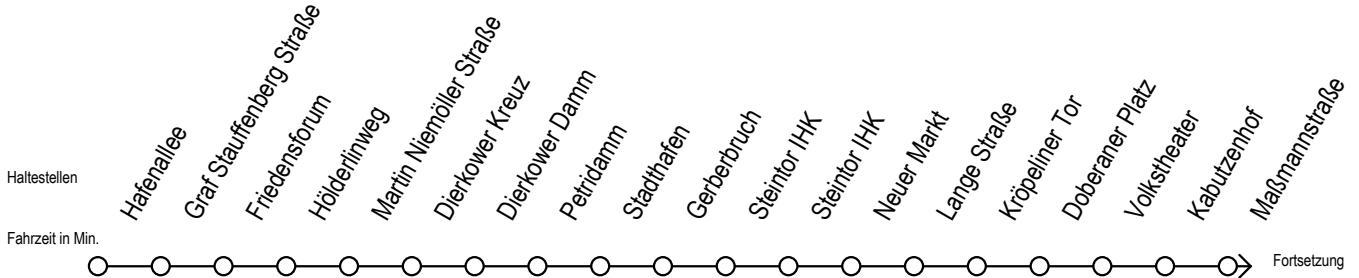 Haltestellen
Hafenallee
Graf Stauffenberg Straße
Friedensforum
Hölderlinweg
Martin Niemöller Straße
Dierkower Kreuz
Dierkower Damm
Petridamm
Stadthafen
Gerberbruch
Steintor IHK
Steintor IHK
Neuer Markt
Lange Straße
Kröpeliner Tor
Doberaner Platz
Volkstheater
Kabutzenhof
Maßmannstraße
Fahrzeit in Min.
Fortsetzung